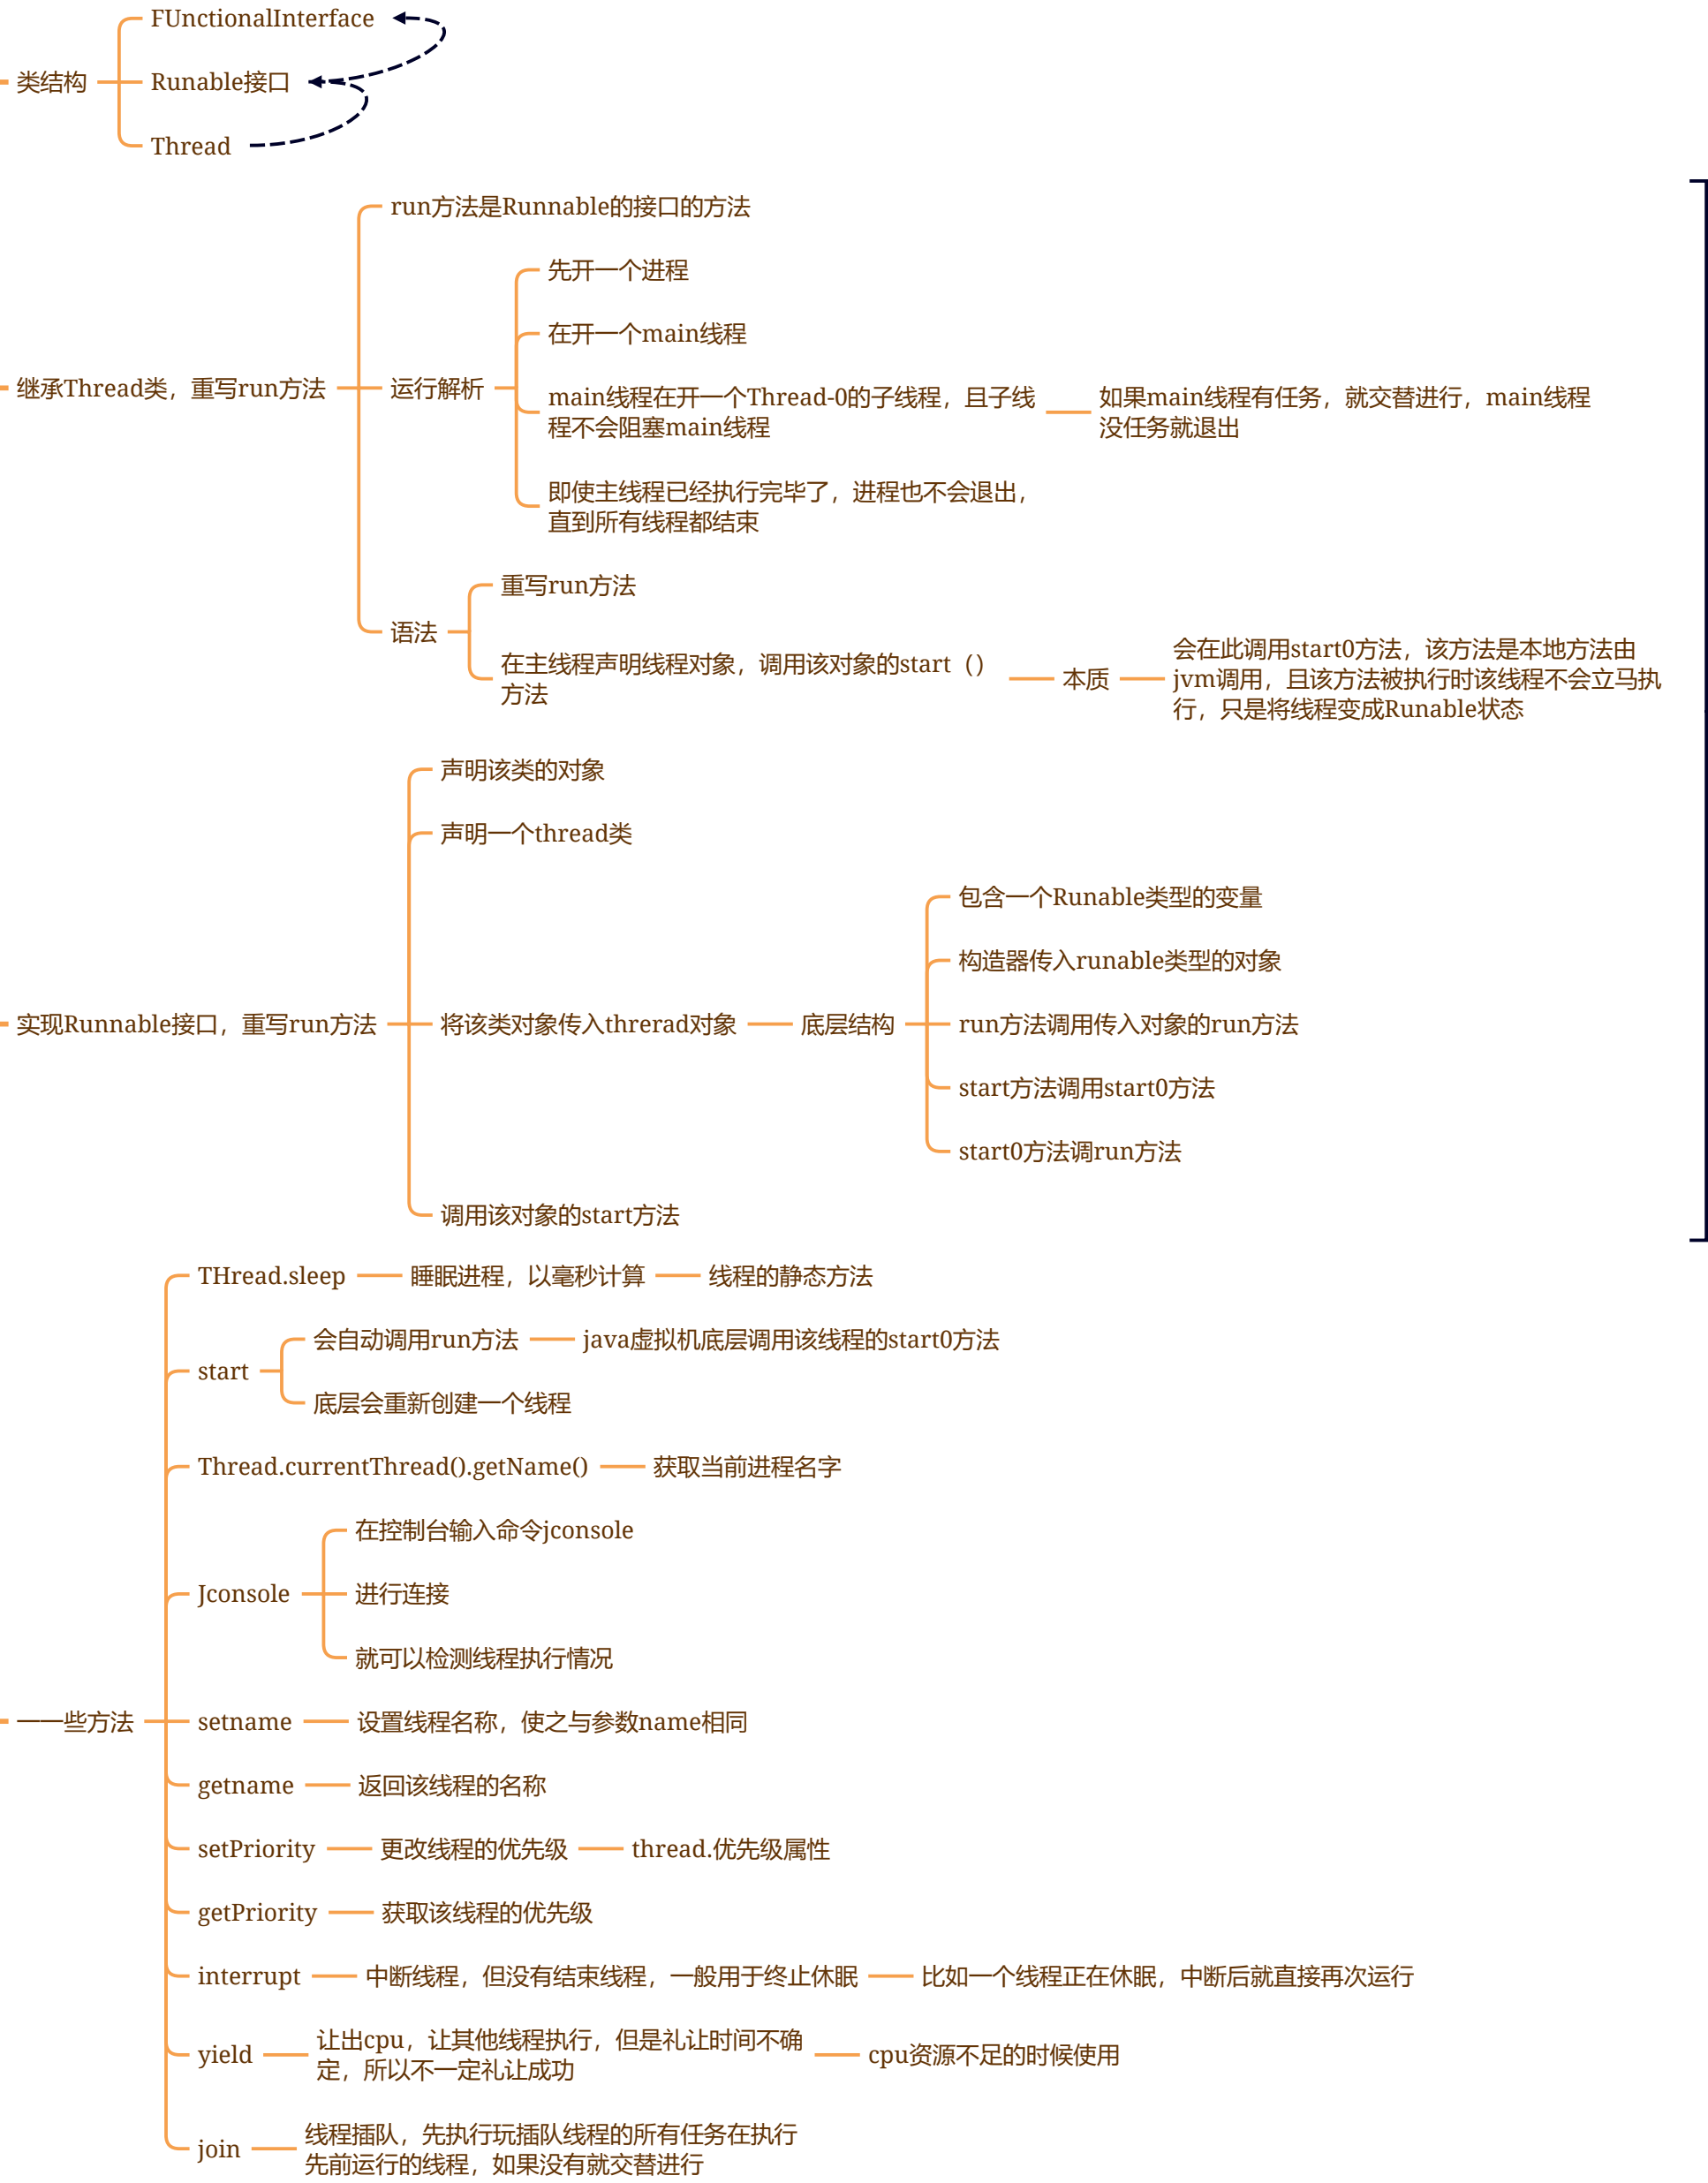 FUnctionalInterface
类结构
Runable接口
Thread
run方法是Runnable的接口的方法
先开一个进程
在开一个main线程
继承Thread类，重写run方法
运行解析
main线程在开一个Thread-0的子线程，且子线
程不会阻塞main线程
如果main线程有任务，就交替进行，main线程
没任务就退出
即使主线程已经执行完毕了，进程也不会退出，
直到所有线程都结束
重写run方法
语法
在主线程声明线程对象，调用该对象的start（）
方法
本质
会在此调用start0方法，该方法是本地方法由
jvm调用，且该方法被执行时该线程不会立马执
行，只是将线程变成Runable状态
声明该类的对象
声明一个thread类
包含一个Runable类型的变量
构造器传入runable类型的对象
实现Runnable接口，重写run方法
将该类对象传入threrad对象
底层结构
run方法调用传入对象的run方法
start方法调用start0方法
start0方法调run方法
调用该对象的start方法
THread.sleep
睡眠进程，以毫秒计算
线程的静态方法
会自动调用run方法
java虚拟机底层调用该线程的start0方法
start
底层会重新创建一个线程
Thread.currentThread().getName()
获取当前进程名字
在控制台输入命令jconsole
Jconsole
进行连接
就可以检测线程执行情况
一一些方法
setname
设置线程名称，使之与参数name相同
getname
返回该线程的名称
setPriority
更改线程的优先级
thread.优先级属性
getPriority
获取该线程的优先级
interrupt
中断线程，但没有结束线程，一般用于终止休眠
比如一个线程正在休眠，中断后就直接再次运行
yield
让出cpu，让其他线程执行，但是礼让时间不确
定，所以不一定礼让成功
cpu资源不足的时候使用
join
线程插队，先执行玩插队线程的所有任务在执行
先前运行的线程，如果没有就交替进行